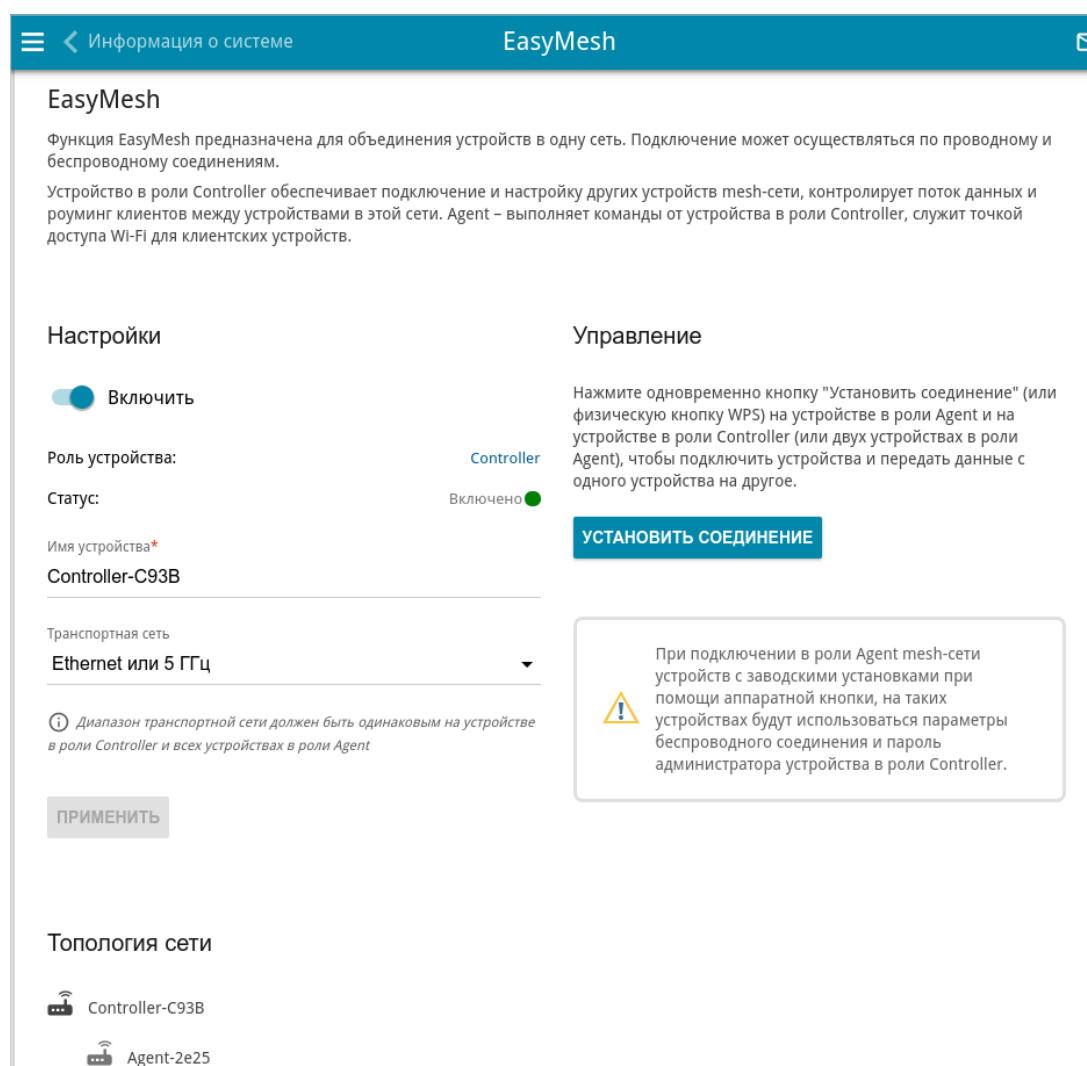 Информация о системе
EasyMesh
EasyMesh
Функция EasyMesh предназначена для объединения устройств в одну сеть. Подключение может осуществляться по проводному и
беспроводному соединениям.
Устройство в роли Controller обеспечивает подключение и настройку других устройств mesh-сети, контролирует поток данных и
роуминг клиентов между устройствами в этой сети. Agent – выполняет команды от устройства в роли Controller, служит точкой
доступа Wi-Fi для клиентских устройств.
Настройки
Включить
Роль устройства:
Controller
Статус:
Включено
Имя устройства*
Controller-C93B
Транспортная сеть
Ethernet или 5 ГГц
Диапазон транспортной сети должен быть одинаковым на устройстве
в роли Controller и всех устройствах в роли Agent
ПРИМЕНИТЬ
Управление
Нажмите одновременно кнопку "Установить соединение" (или
физическую кнопку WPS) на устройстве в роли Agent и на
устройстве в роли Controller (или двух устройствах в роли
Agent), чтобы подключить устройства и передать данные с
одного устройства на другое.
УСТАНОВИТЬ СОЕДИНЕНИЕ
При подключении в роли Agent mesh-сети
устройств с заводскими установками при
помощи аппаратной кнопки, на таких
устройствах будут использоваться параметры
беспроводного соединения и пароль
администратора устройства в роли Controller.
Топология сети
Controller-C93B
Agent-2e25